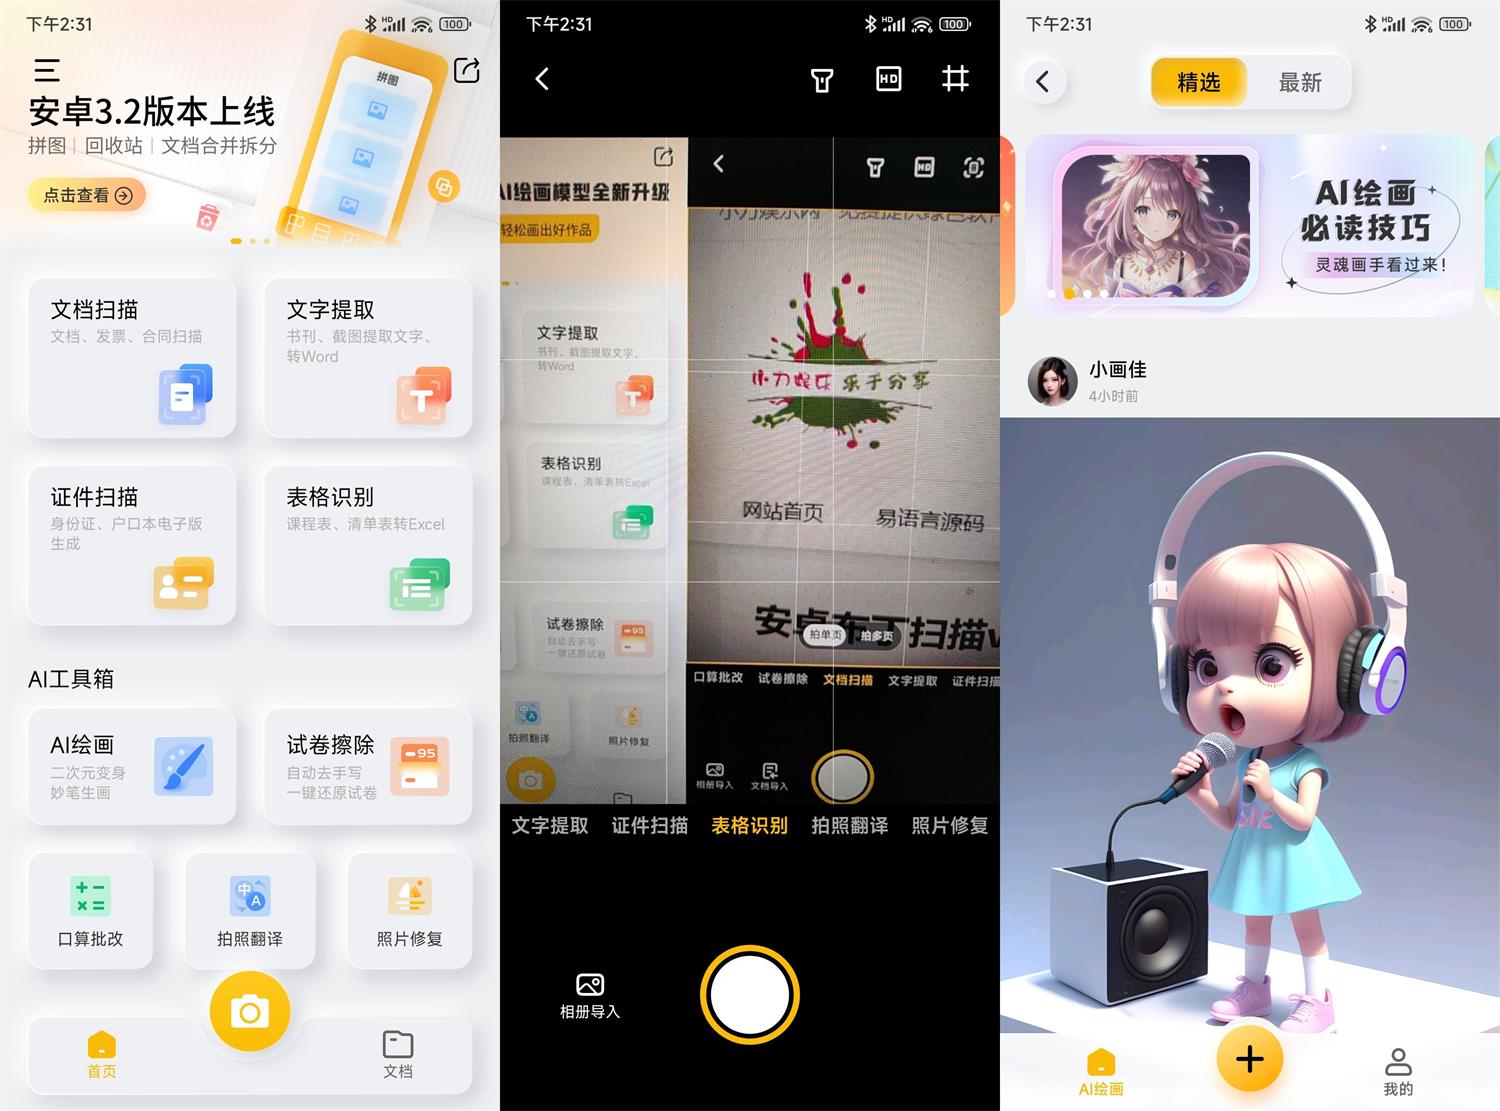 下午2:31
HD
100
拼图
安卓3.2版本上线
拼图 | 回收站 | 文档合并拆分
点击查看
文档扫描
文档、发票、合同扫描
文字提取
书刊、截图提取文字、
转Word
T
证件扫描
身份证、户口本电子版
生成
表格识别
课程表、清单表转Excel
AI工具箱
AI绘画
二次元变身
妙笔生画
试卷擦除
自动去手写
一键还原试卷
-95
口算批改
中
A
拍照翻译
照片修复
首页
文档
下午2:31
HD
100
HD
AI绘画模型全新升级
轻松画出好作品
文字提取
书刊、截图提取文字、
转Word
T
表格识别
课程表、清单表转Excel
试卷擦除
自动去手写
一键还原试卷
-95
中
A
拍照翻译
照片修复
HD
小刀娱乐 乐于分享
网站首页
易语言源码
安卓布丁扫描v
拍单页
拍多页
口算批改
试卷擦除
文档扫描
文字提取
证件扫描
相册导入
文档导入
文字提取
证件扫描
表格识别
拍照翻译
照片修复
相册导入
下午2:31
HD
100
精选
最新
AI绘画
必读技巧
灵魂画手看过来!
小画佳
4小时前
AI绘画
我的